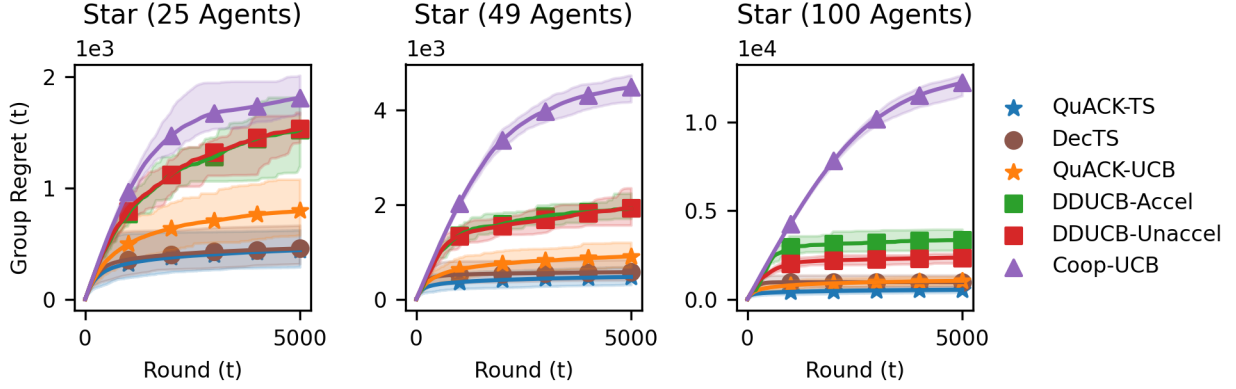 Star (25 Agents)
1e3
2
1
0
Group Regret (t)
0
5000
Round (t)
Star (49 Agents)
1e3
4
2
0
0
5000
Round (t)
Star (100 Agents)
1e4
1.0
0.5
0.0
0
5000
Round (t)
QuACK-TS
DecTS
QuACK-UCB
DDUCB-Accel
DDUCB-Unaccel
Coop-UCB